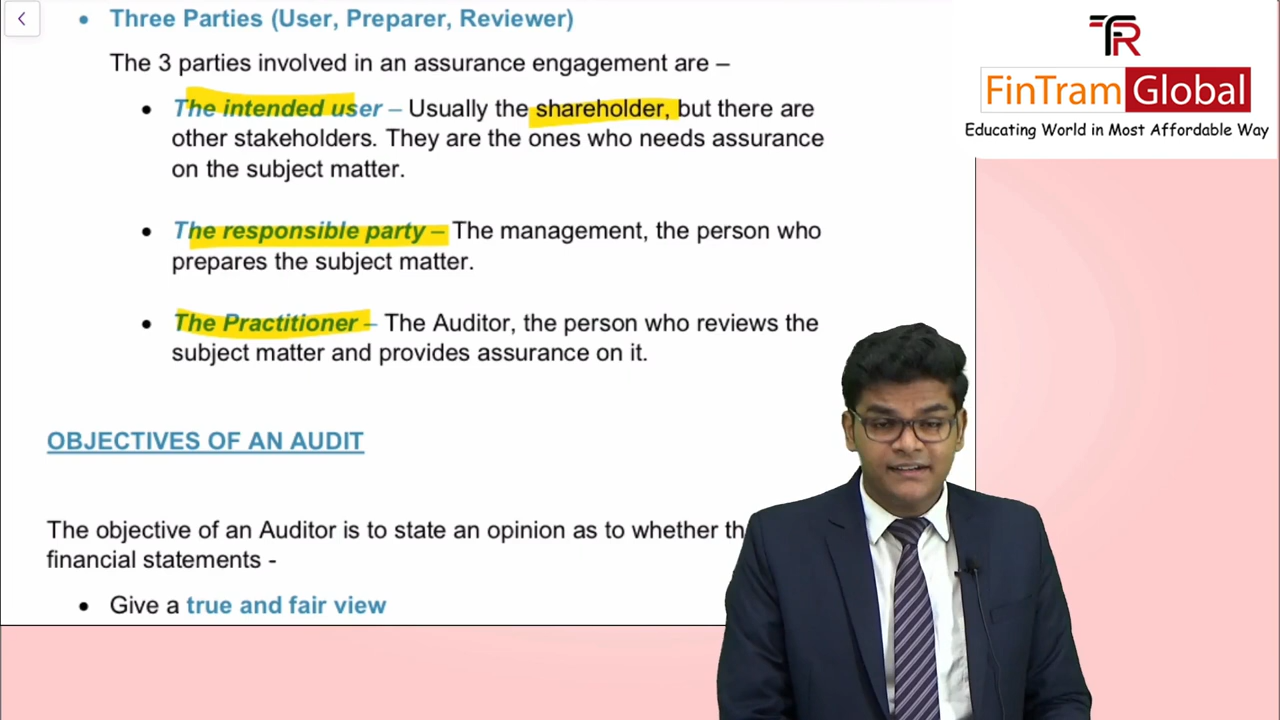 • Three Parties (User, Preparer, Reviewer)
The 3 parties involved in an assurance engagement are –
• The intended user – Usually the shareholder, but there are
other stakeholders. They are the ones who needs assurance
on the subject matter.
• The responsible party – The management, the person who
prepares the subject matter.
• The Practitioner – The Auditor, the person who reviews the
subject matter and provides assurance on it.
OBJECTIVES OF AN AUDIT
The objective of an Auditor is to state an opinion as to whether th
financial statements -
• Give a true and fair view
FR
FinTram Global
Educating World in Most Affordable Way